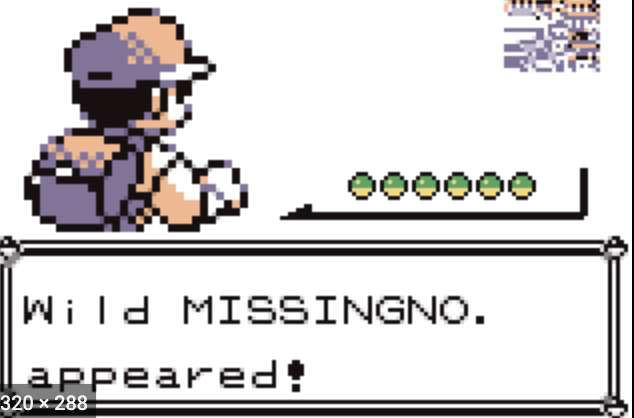 Wild MISSINGNO.
appeared!
320 × 288